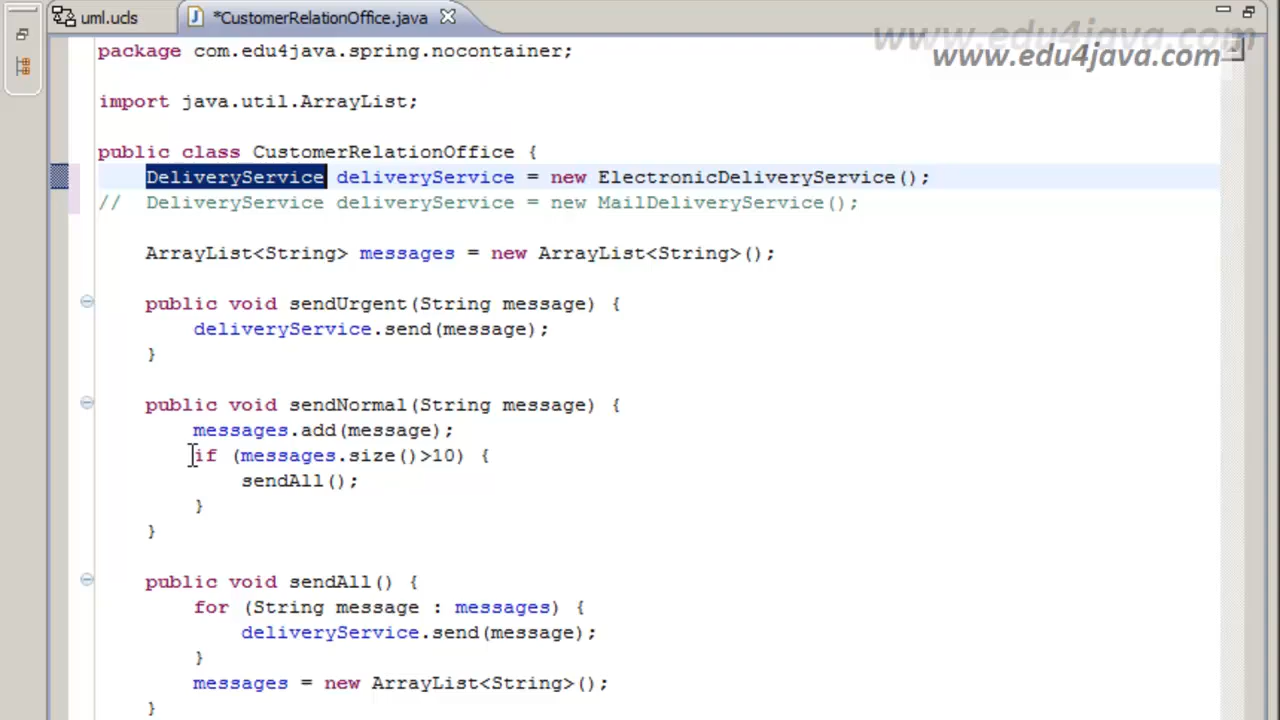 uml.ucls
*CustomerRelationOffice.java
www.edu4java.com
www.edu4java.com
package com.edu4java.spring.nocontainer;
import java.util.ArrayList;
public class CustomerRelationOffice {
DeliveryService deliveryService = new ElectronicDeliveryService();
// DeliveryService deliveryService = new MailDeliveryService();
ArrayList<String> messages = new ArrayList<String>();
public void sendUrgent(String message) {
deliveryService.send(message);
}
public void sendNormal(String message) {
messages.add(message);
if (messages.size()>10) {
sendAll();
}
}
public void sendAll() {
for (String message : messages) {
deliveryService.send(message);
}
messages = new ArrayList<String>();
}